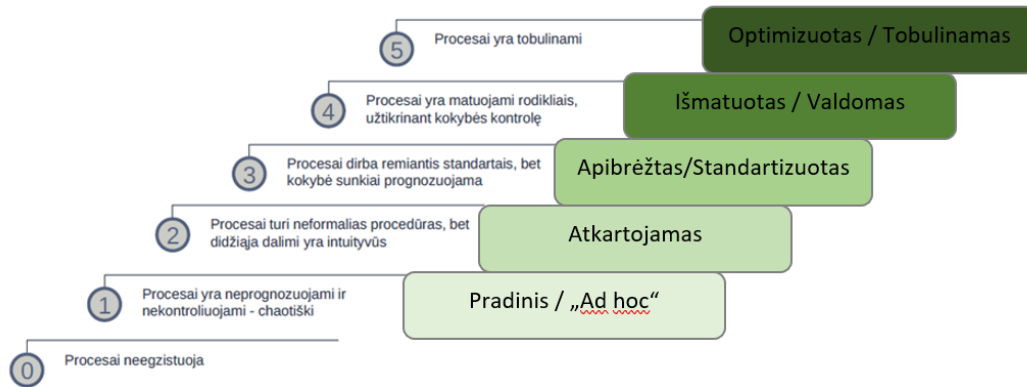 5
Procesai yra tobulinami
Optimizuotas / Tobulinamas
4
Procesai yra matuojami rodikliais,
užtikrinant kokybės kontrolę
Išmatuotas / Valdomas
3
Procesai dirba remiantis standartais, bet
kokybė sunkiai prognozuojama
Apibrėžtas/Standartizuotas
2
Procesai turi neformalias procedūras, bet
didžiąja dalimi yra intuityvūs
Atkartojamas
1
Procesai yra neprognozuojami ir
nekontroliuojami - chaotiški
Pradinis / „Ad hoc“
0
Procesai neegzistuoja